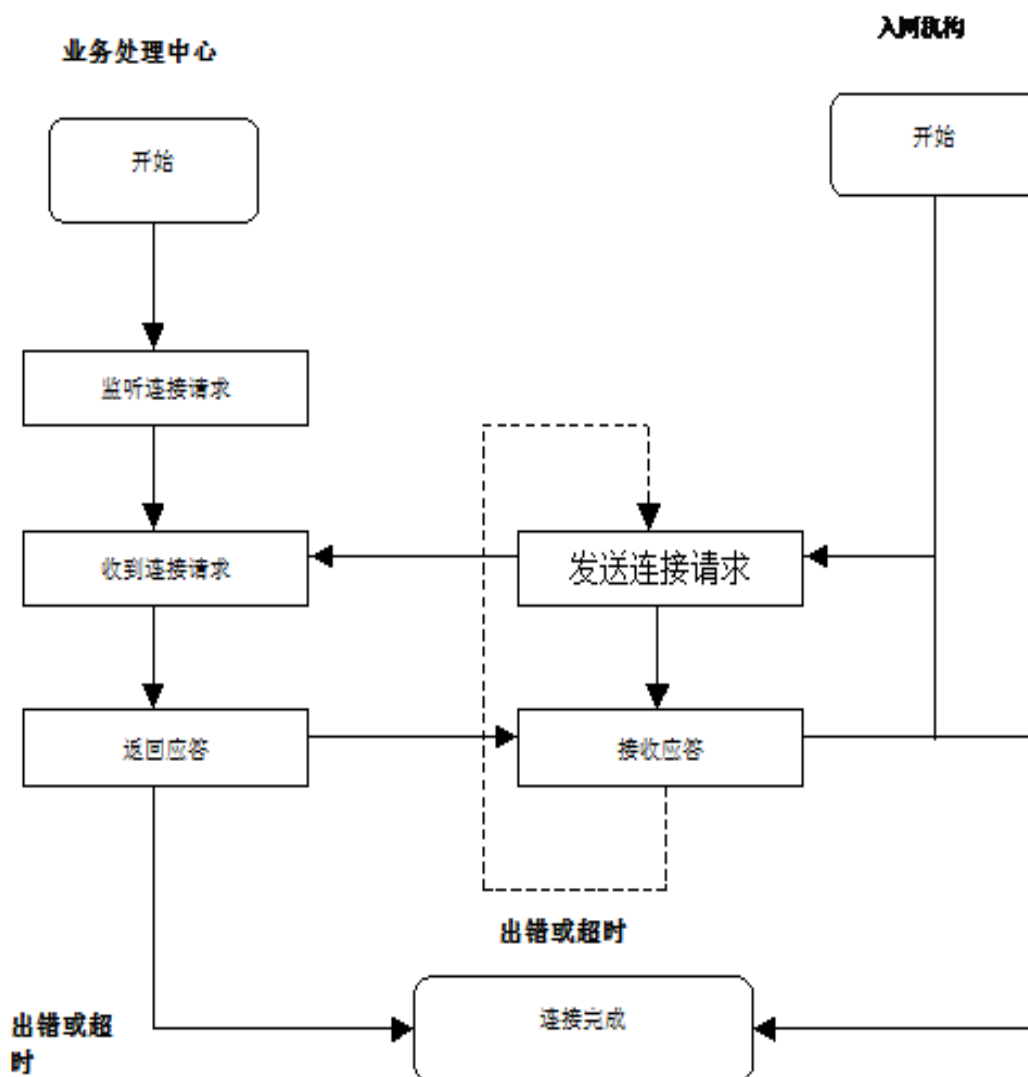 入网机构
业务处理中心
开始
开始
监听连接请求
收到连接请求
发送连接请求
返回应答
接收应答
出错或超时
连接完成
出错或超
时